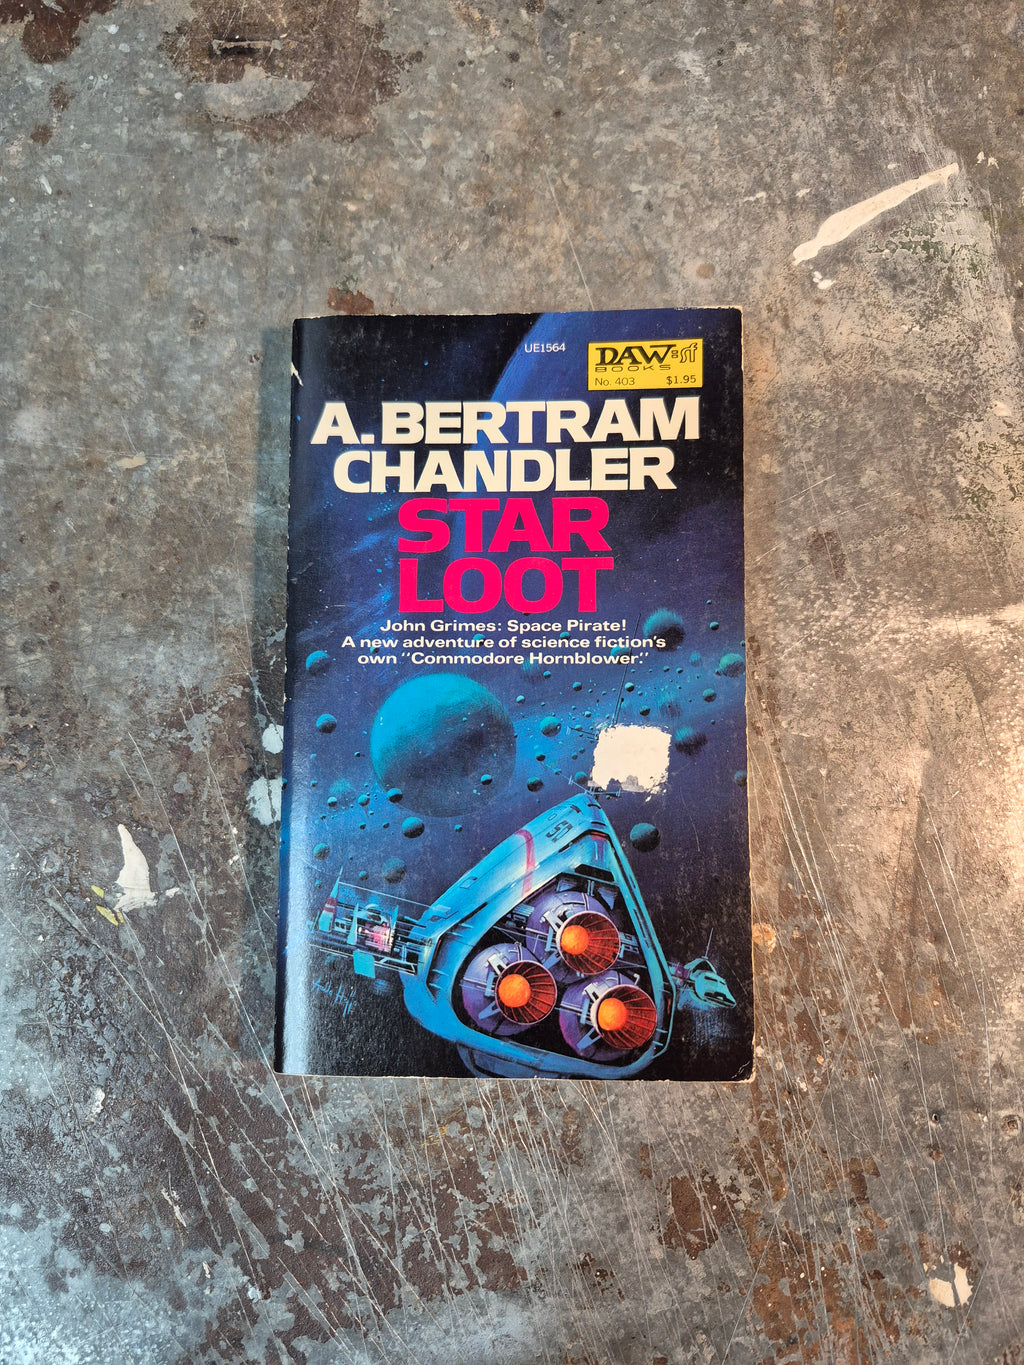 UE1564
DAW=sf
BOOKS
No. 403 $1.95
A. BERTRAM
CHANDLER
STAR
LOOT
John Grimes: Space Pirate!
A new adventure of science fiction's
own "Commodore Hornblower."